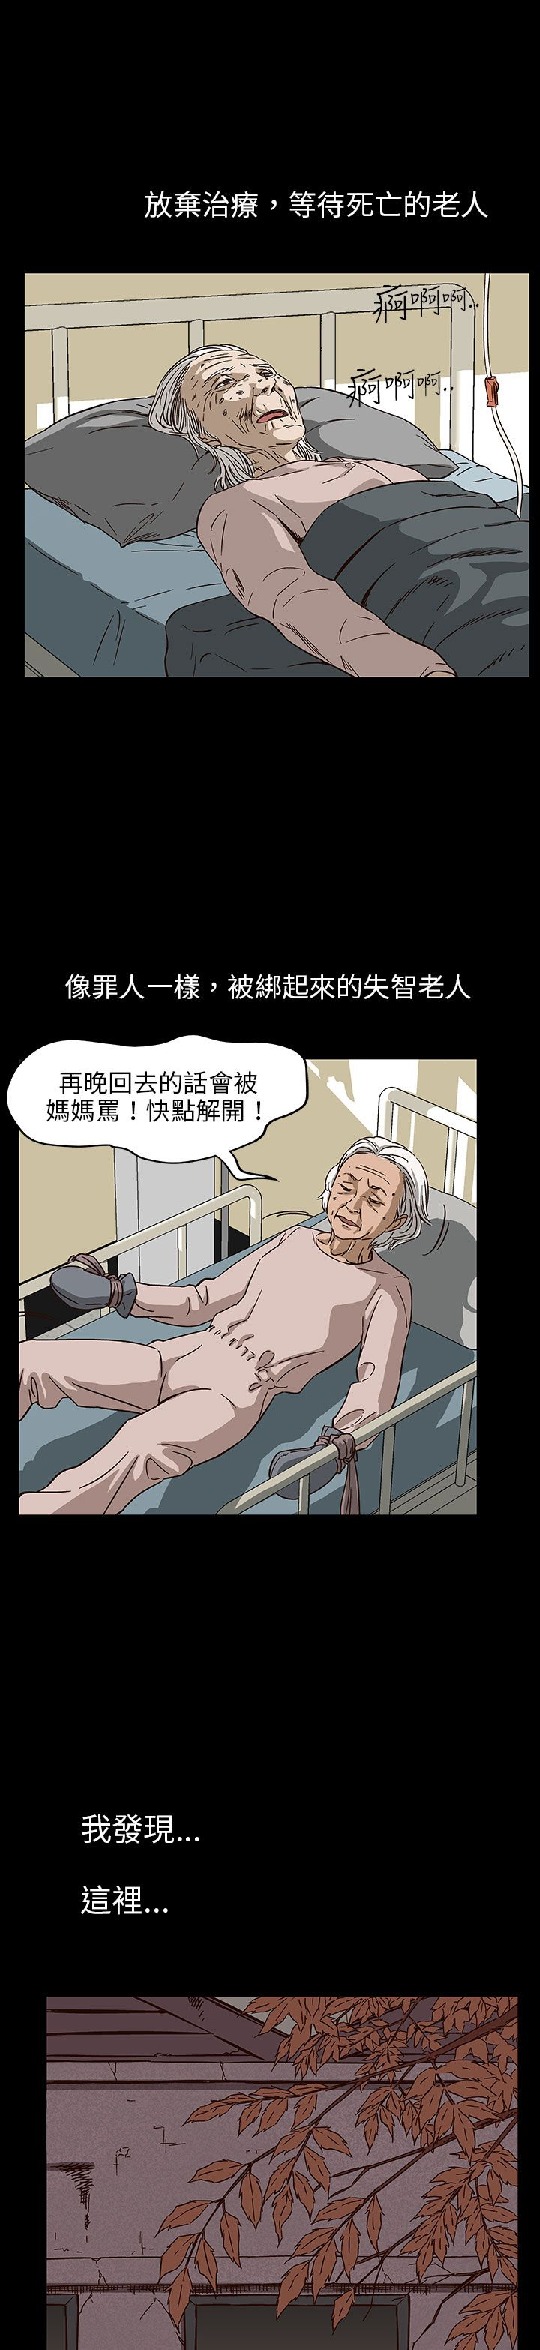 放棄治療，等待死亡的老人
痾啊啊..
痾啊啊..
像罪人一樣，被綁起來的失智老人
再晚回去的話會被
媽媽罵！快點解開！
我發現...
這裡...